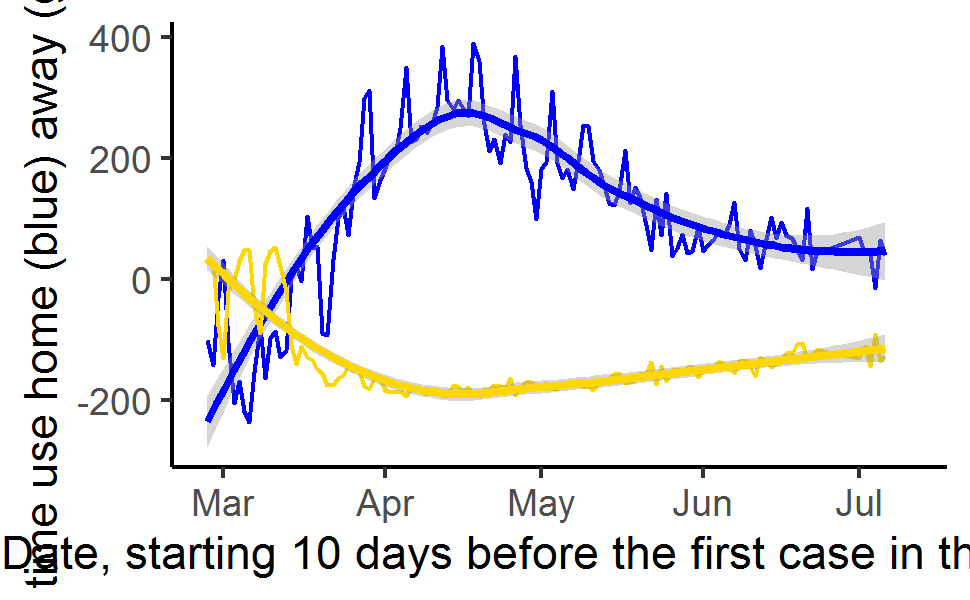 time use home (blue) away (
400
200
0
-200
Mar Apr May Jun Jul
Date, starting 10 days before the first case in th